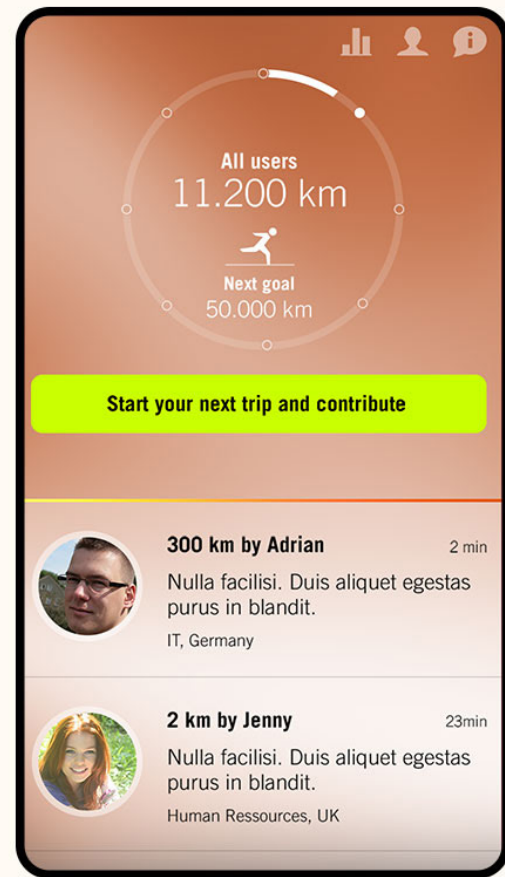 All users
11.200 km
Next goal
50.000 km
Start your next trip and contribute
300 km by Adrian
2 min
Nulla facilisi. Duis aliquet egestas
purus in blandit.
IT, Germany
2 km by Jenny
23min
Nulla facilisi. Duis aliquet egestas
purus in blandit.
Human Ressources, UK